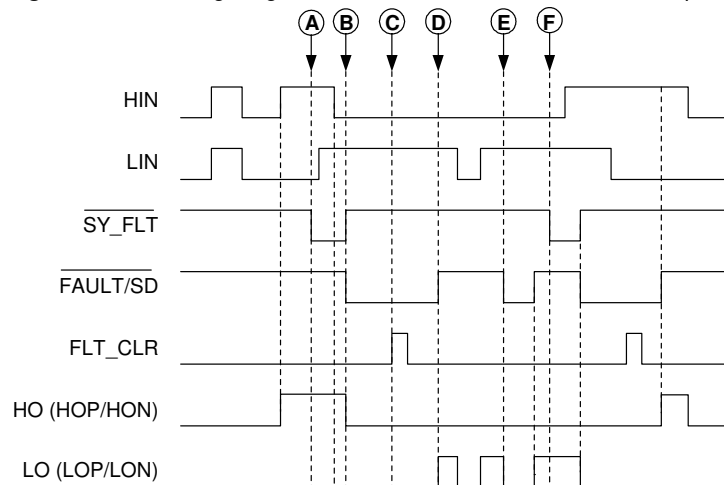 A B C D E F
HIN
LIN
SY_FLT
FAULT/SD
FLT_CLR
HO (HOP/HON)
LO (LOP/LON)